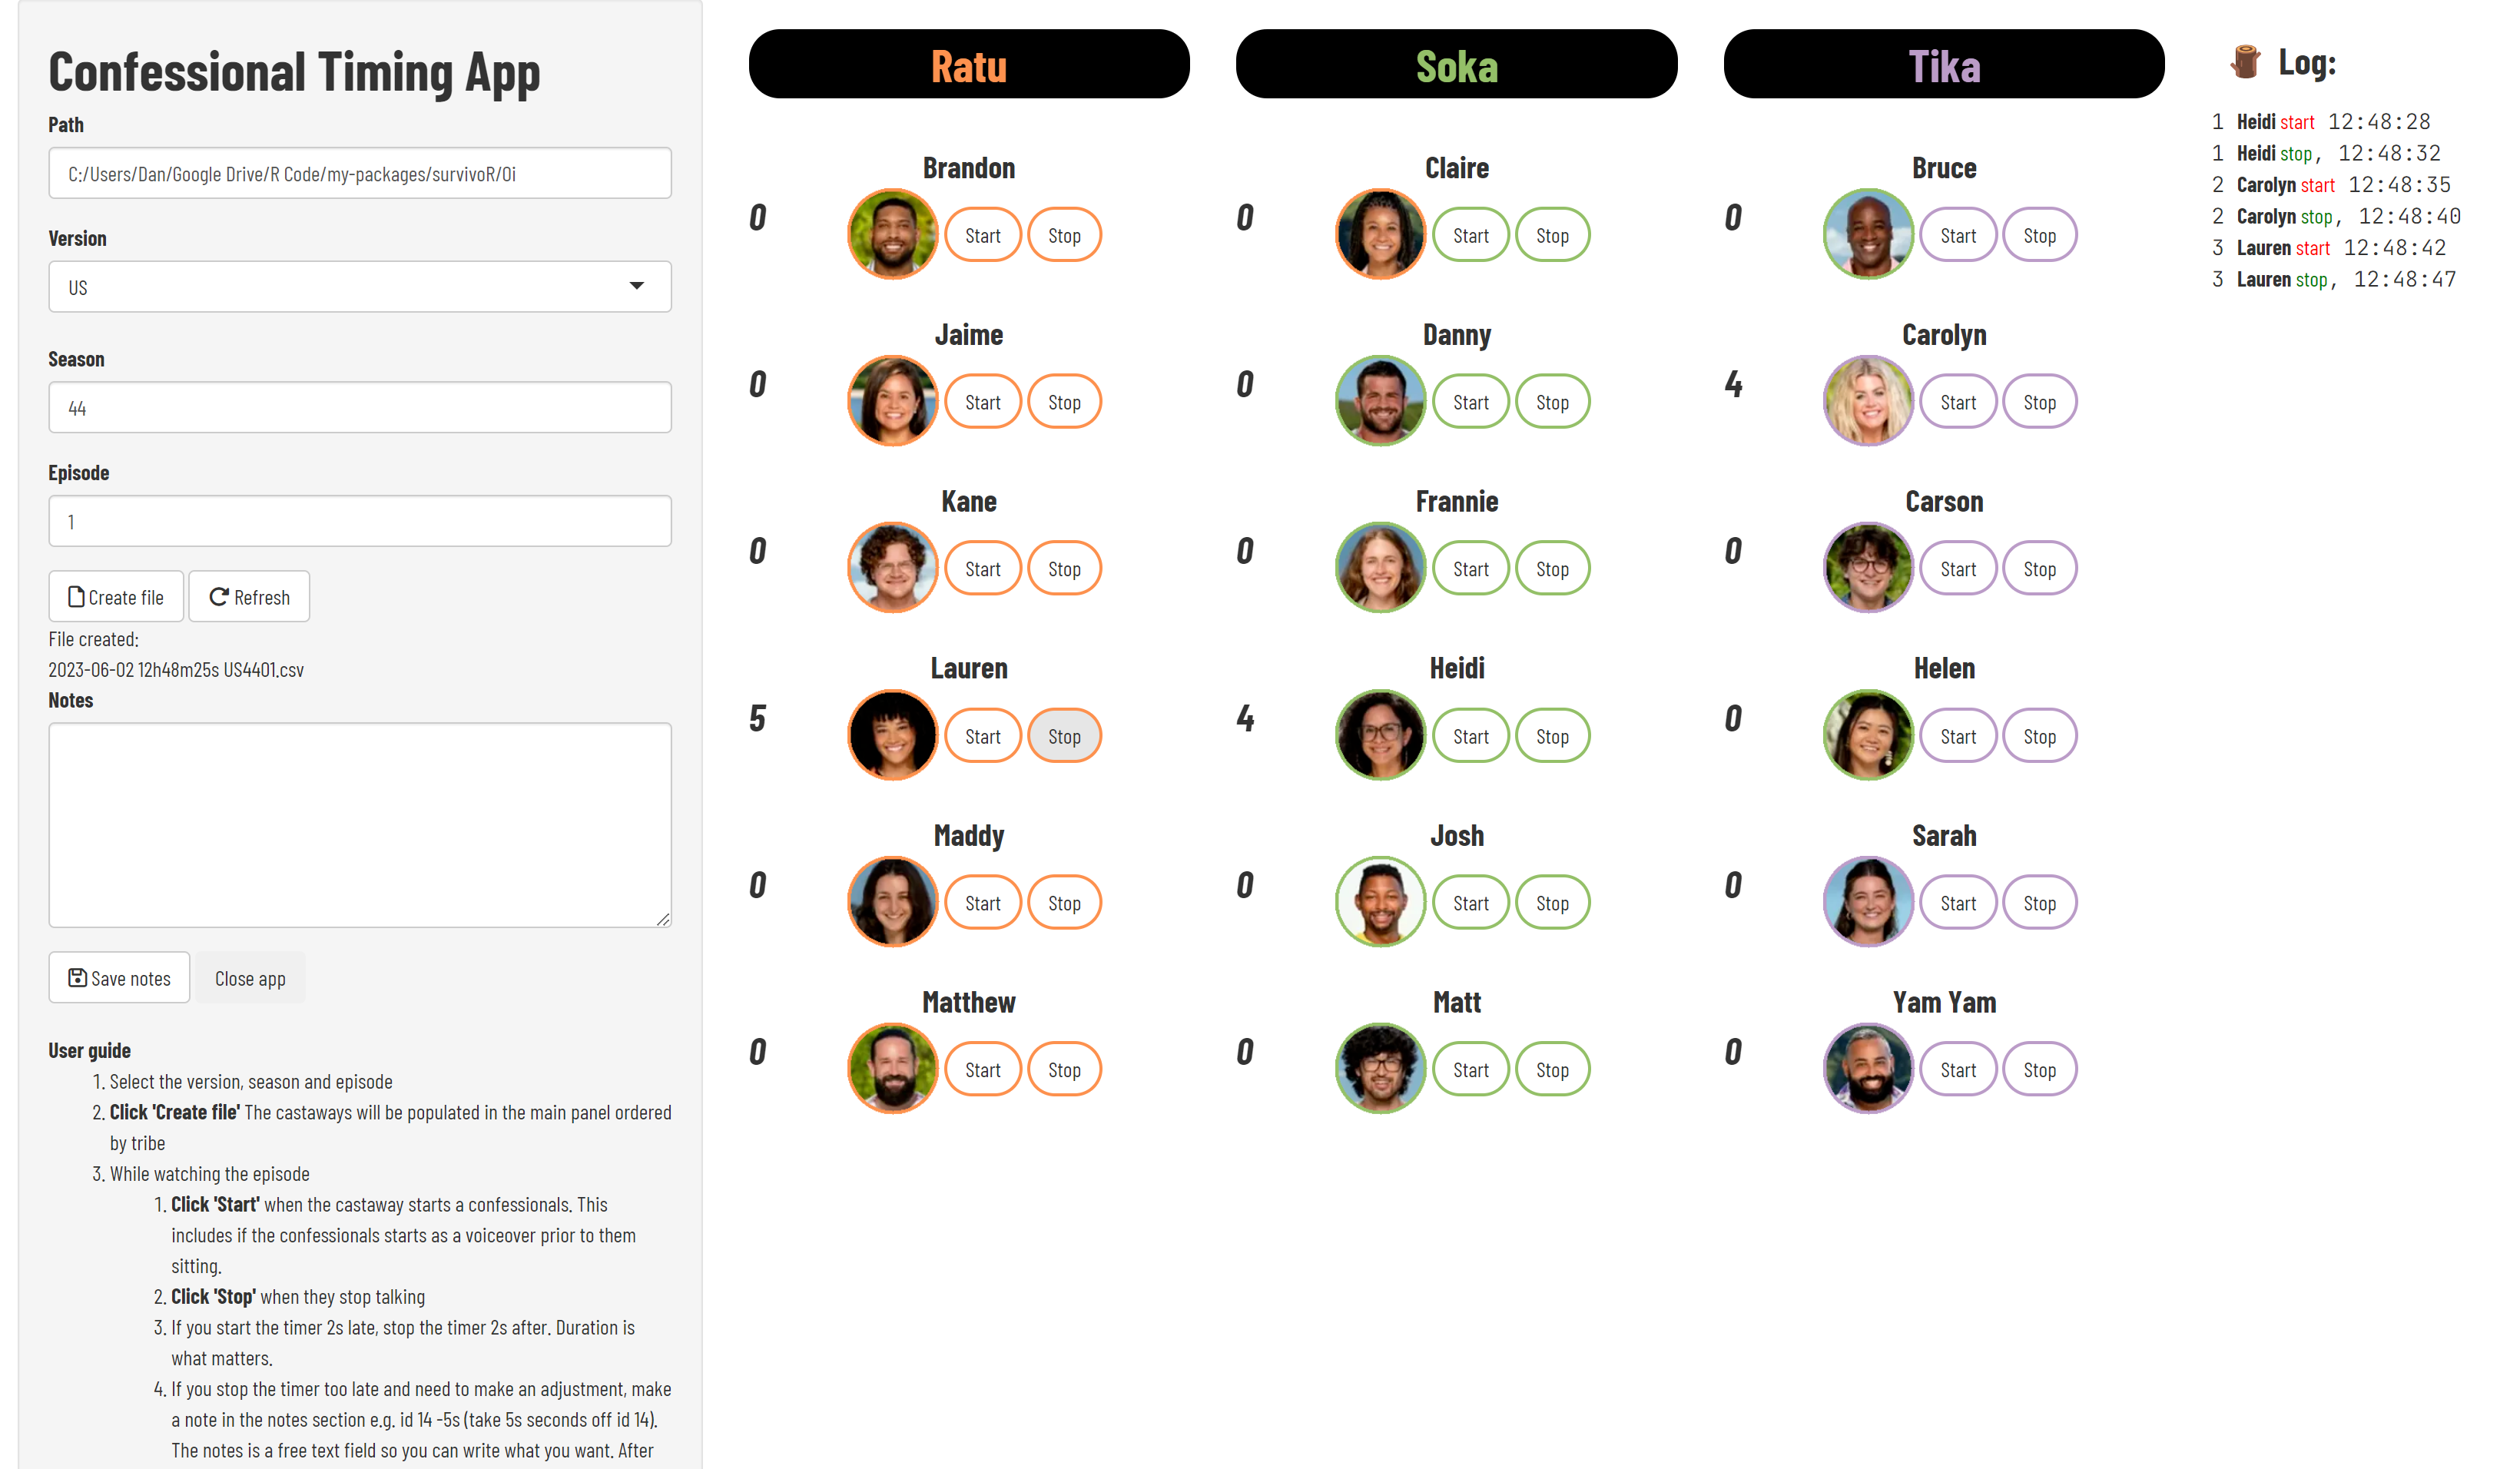 Confessional Timing App
Path
C:/Users/Dan/Google Drive/R Code/my-packages/survivoR/Oi
Version
US
Season
44
Episode
1
Create file
Refresh
File created:
2023-06-02 12h48m25s US4401.csv
Notes
Save notes
Close app
User guide
1. Select the version, season and episode
2. Click 'Create file' The castaways will be populated in the main panel ordered
by tribe
3. While watching the episode
1. Click 'Start' when the castaway starts a confessionals. This
includes if the confessionals starts as a voiceover prior to them
sitting.
2. Click 'Stop' when they stop talking
3. If you start the timer 2s late, stop the timer 2s after. Duration is
what matters.
4. If you stop the timer too late and need to make an adjustment, make
a note in the notes section e.g. id 14 -5s (take 5s seconds off id 14).
The notes is a free text field so you can write what you want. After
Ratu
Brandon
0 Start Stop
Jaime
0 Start Stop
Kane
0 Start Stop
Lauren
5 Start Stop
Maddy
0 Start Stop
Matthew
0 Start Stop
Soka
Claire
0 Start Stop
Danny
0 Start Stop
Frannie
0 Start Stop
Heidi
4 Start Stop
Josh
0 Start Stop
Matt
0 Start Stop
Tika
Bruce
0 Start Stop
Carolyn
4 Start Stop
Carson
0 Start Stop
Helen
0 Start Stop
Sarah
0 Start Stop
Yam Yam
0 Start Stop
Log:
1 Heidi start 12:48:28
1 Heidi stop, 12:48:32
2 Carolyn start 12:48:35
2 Carolyn stop, 12:48:40
3 Lauren start 12:48:42
3 Lauren stop, 12:48:47